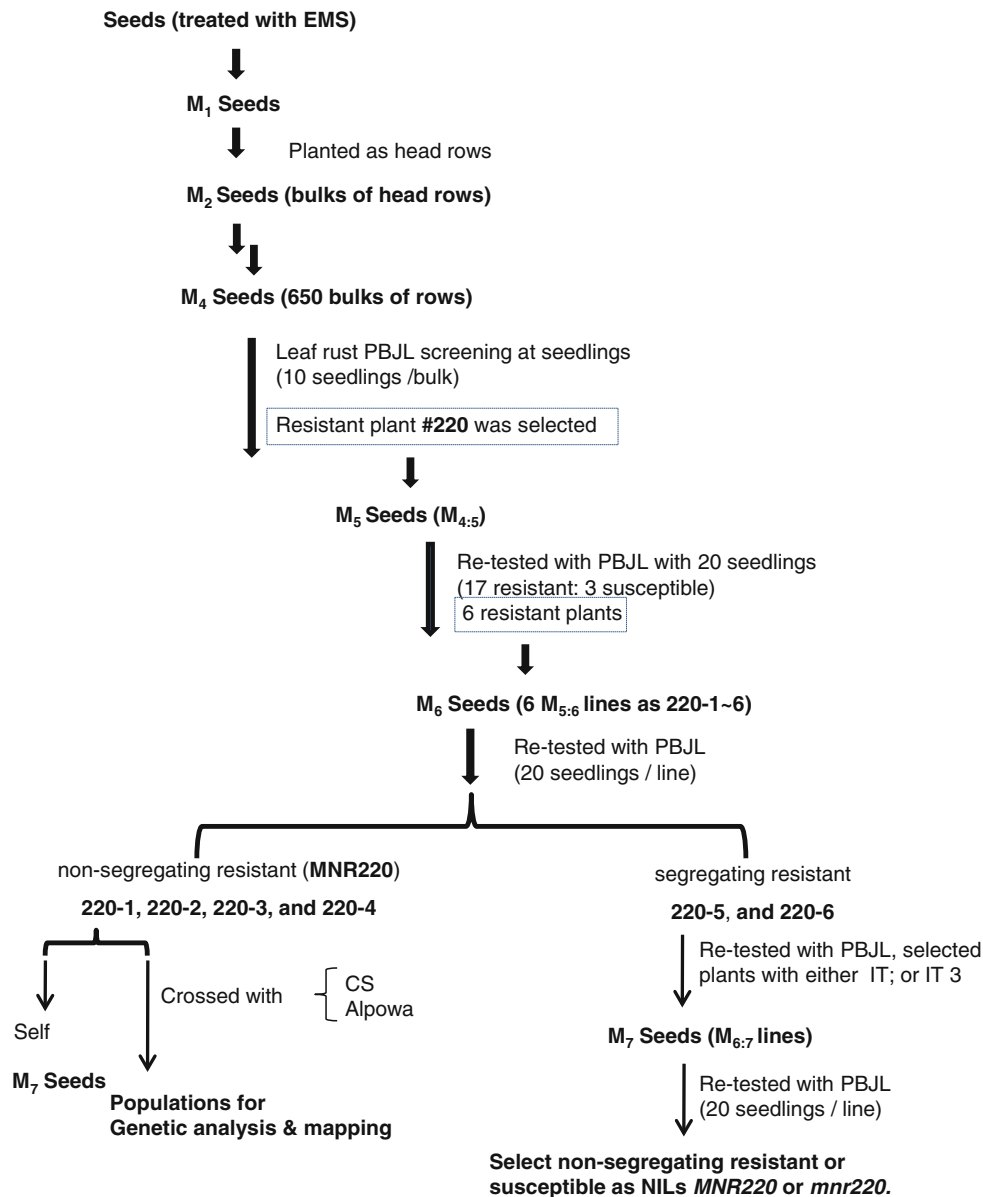 Seeds (treated with EMS)
M1 Seeds
Planted as head rows
M2 Seeds (bulks of head rows)
M4 Seeds (650 bulks of rows)
Leaf rust PBJL screening at seedlings
(10 seedlings /bulk)
Resistant plant #220 was selected
M5 Seeds (M4:5)
Re-tested with PBJL with 20 seedlings
(17 resistant: 3 susceptible)
6 resistant plants
M6 Seeds (6 M5:6 lines as 220-1~6)
Re-tested with PBJL
(20 seedlings / line)
non-segregating resistant (MNR220)
220-1, 220-2, 220-3, and 220-4
Self
M7 Seeds
Crossed with
CS
Alpowa
Populations for
Genetic analysis & mapping
segregating resistant
220-5, and 220-6
Re-tested with PBJL, selected
plants with either IT; or IT 3
M7 Seeds (M6:7 lines)
Re-tested with PBJL
(20 seedlings / line)
Select non-segregating resistant or
susceptible as NILs MNR220 or mnr220.